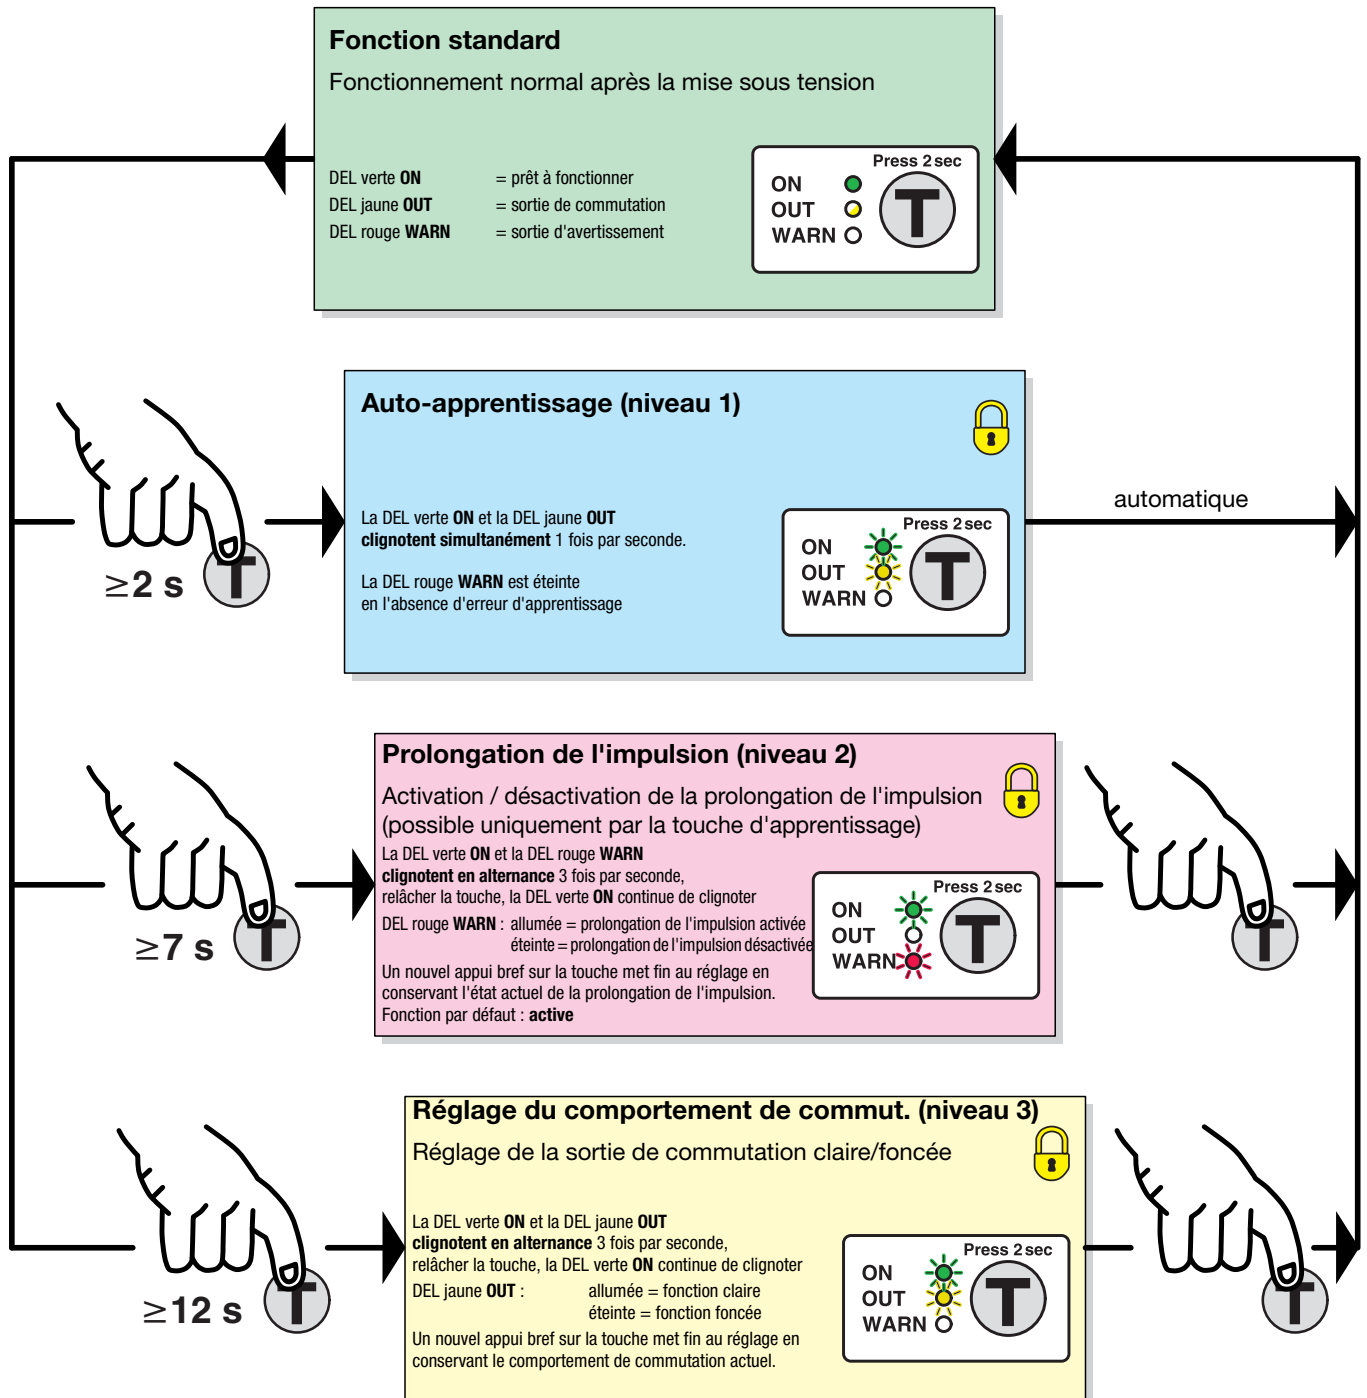 Fonction standard
Fonctionnement normal après la mise sous tension
DEL verte ON = prêt à fonctionner
DEL jaune OUT = sortie de commutation
DEL rouge WARN = sortie d'avertissement
Press 2 sec
ON
OUT
WARN
T
Auto-apprentissage (niveau 1)
La DEL verte ON et la DEL jaune OUT
clignotent simultanément 1 fois par seconde.
La DEL rouge WARN est éteinte
en l'absence d'erreur d'apprentissage
Press 2 sec
ON
OUT
WARN
T
≥2 s
T
automatique
Prolongation de l'impulsion (niveau 2)
Activation / désactivation de la prolongation de l'impulsion
(possible uniquement par la touche d'apprentissage)
La DEL verte ON et la DEL rouge WARN
clignotent en alternance 3 fois par seconde,
relâcher la touche, la DEL verte ON continue de clignoter
DEL rouge WARN : allumée = prolongation de l'impulsion activée
éteinte = prolongation de l'impulsion désactivée
Un nouvel appui bref sur la touche met fin au réglage en
conservant l'état actuel de la prolongation de l'impulsion.
Fonction par défaut : active
Press 2 sec
ON
OUT
WARN
T
≥7 s
T
T
Réglage du comportement de commut. (niveau 3)
Réglage de la sortie de commutation claire/foncée
La DEL verte ON et la DEL jaune OUT
clignotent en alternance 3 fois par seconde,
relâcher la touche, la DEL verte ON continue de clignoter
DEL jaune OUT : allumée = fonction claire
éteinte = fonction foncée
Un nouvel appui bref sur la touche met fin au réglage en
conservant le comportement de commutation actuel.
Press 2 sec
ON
OUT
WARN
T
≥12 s
T
T